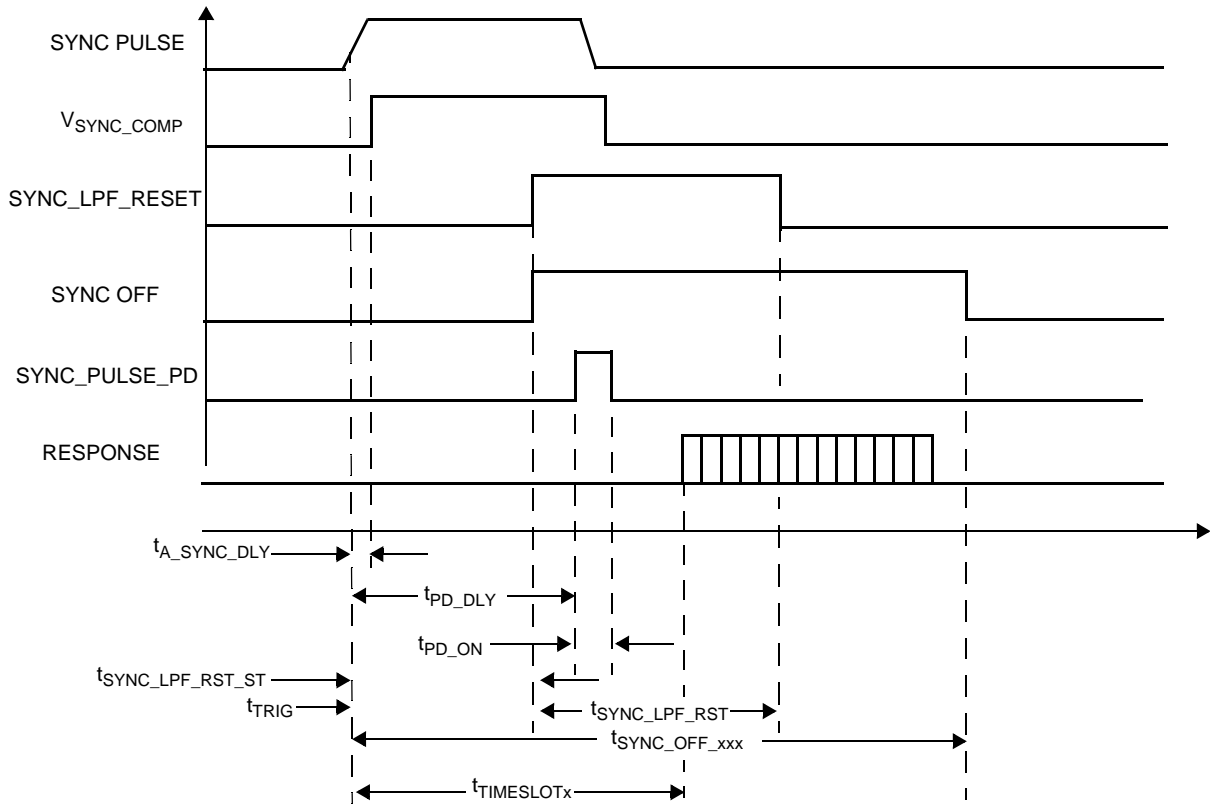 SYNC PULSE
VSYNC_COMP
SYNC_LPF_RESET
SYNC OFF
SYNC_PULSE_PD
RESPONSE
tA_SYNC_DLY
tPD_DLY
tPD_ON
tSYNC_LPF_RST_ST
tTRIG
tSYNC_LPF_RST
tSYNC_OFF_xxx
tTIMESLOTx